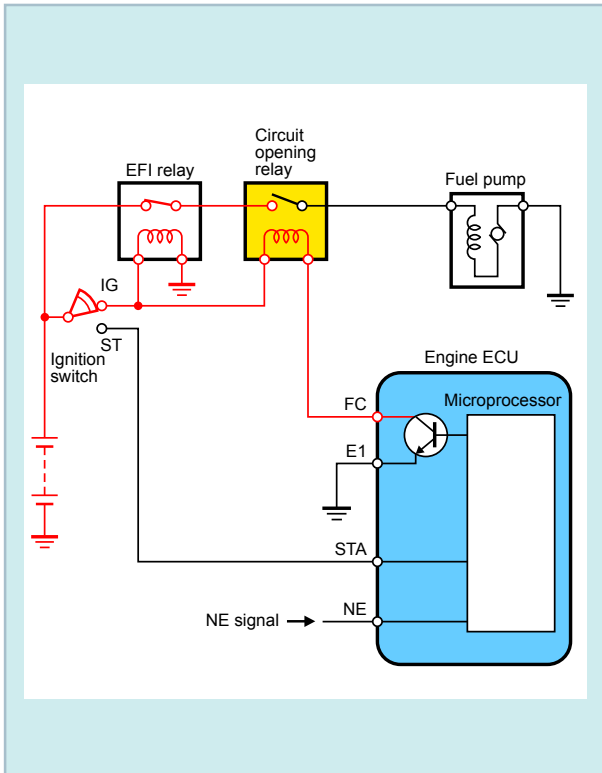 Circuit
opening
relay
EFI relay
Fuel pump
IG
ST
Ignition
switch
Engine ECU
Microprocessor
FC
E1
STA
NE
NE signal